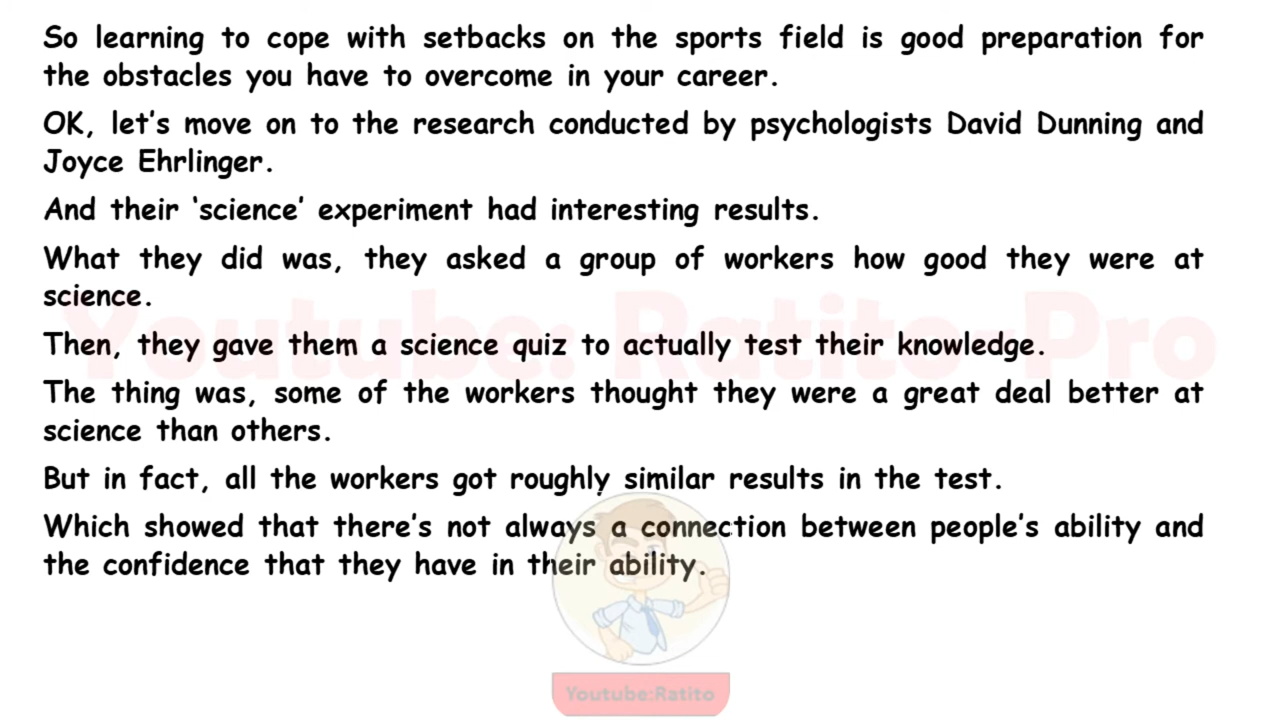 So learning to cope with setbacks on the sports field is good preparation for
the obstacles you have to overcome in your career.
OK, let's move on to the research conducted by psychologists David Dunning and
Joyce Ehrlinger.
And their ‘science’ experiment had interesting results.
What they did was, they asked a group of workers how good they were at
science.
Youtube: Ratito-Pro
Then, they gave them a science quiz to actually test their knowledge.
The thing was, some of the workers thought they were a great deal better at
science than others.
But in fact, all the workers got roughly similar results in the test.
Which showed that there's not always a connection between people's ability and
the confidence that they have in their ability.
Youtube:Ratito